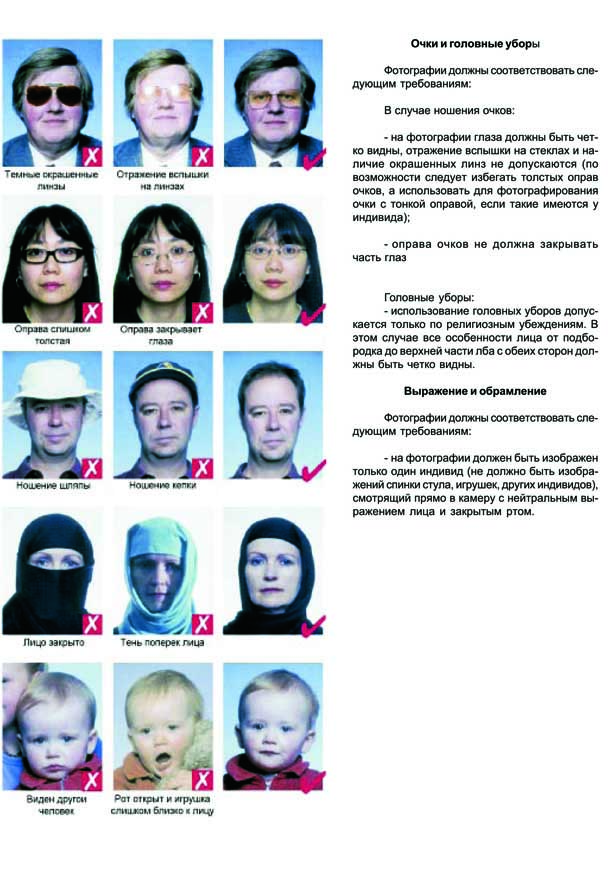 Темные окрашенные
линзы
Отражение вспышки
на линзах
Оправа слишком
толстая
Оправа закрывает
глаза
Ношение шляпы
Ношение кепки
Лицо закрыто
Тень поперек лица
Виден другой
человек
Рот открыт и игрушка
слишком близко к лицу
Очки и головные уборы
Фотографии должны соответствовать сле-
дующим требованиям:
В случае ношения очков:
- на фотографии глаза должны быть чет-
ко видны, отражение вспышки на стеклах и на-
личие окрашенных линз не допускаются (по
возможности следует избегать толстых оправ
очков, а использовать для фотографирования
очки с тонкой оправой, если такие имеются у
индивида);
- оправа очков не должна закрывать
часть глаз
Головные уборы:
- использование головных уборов допус-
кается только по религиозным убеждениям. В
этом случае все особенности лица от подбо-
родка до верхней части лба с обеих сторон дол-
жны быть четко видны.
Выражение и обрамление
Фотографии должны соответствовать сле-
дующим требованиям:
- на фотографии должен быть изображен
только один индивид (не должно быть изобра-
жений спинки стула, игрушек, других индивидов),
смотрящий прямо в камеру с нейтральным вы-
ражением лица и закрытым ртом.